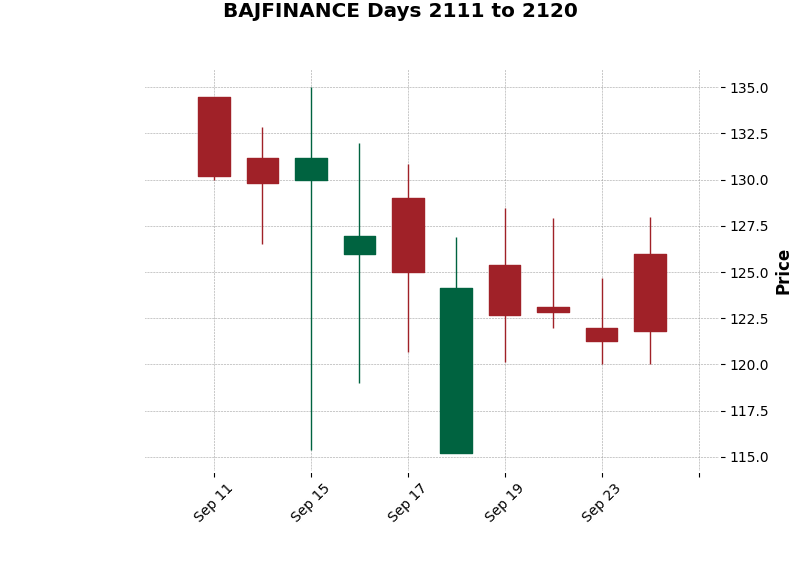 BAJFINANCE Days 2111 to 2120
135.0
132.5
130.0
127.5
125.0
122.5
120.0
117.5
115.0
Price
Sep 11
Sep 15
Sep 17
Sep 19
Sep 23